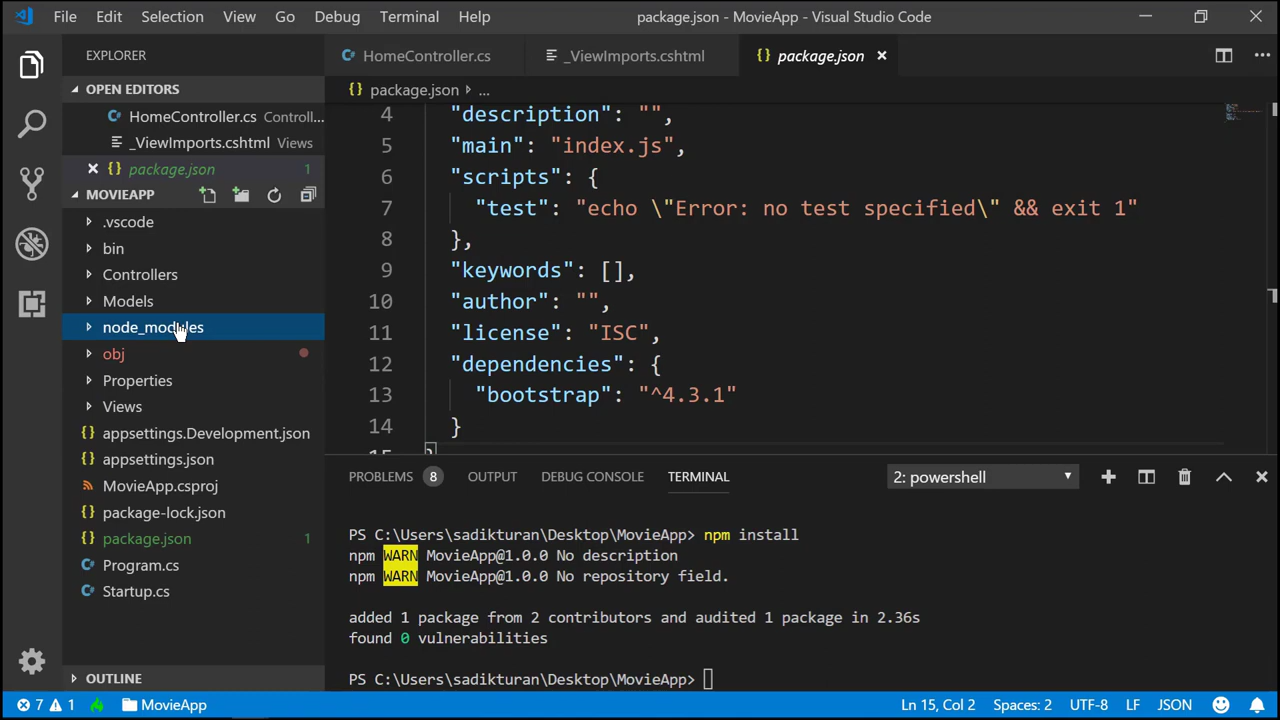 File Edit Selection View Go Debug Terminal Help package.json - MovieApp - Visual Studio Code
EXPLORER
OPEN EDITORS
HomeController.cs Controll...
_ViewImports.cshtml Views
package.json 1
MOVIEAPP
.vscode
bin
Controllers
Models
node_modules
obj
Properties
Views
appsettings.Development.json
appsettings.json
MovieApp.csproj
package-lock.json
package.json 1
Program.cs
Startup.cs
OUTLINE
HomeController.cs _ViewImports.cshtml {} package.json
{} package.json > ...
4 "description": "",
5 "main": "index.js",
6 "scripts": {
7 "test": "echo \"Error: no test specified\" && exit 1"
8 },
9 "keywords": [],
10 "author": "",
11 "license": "ISC",
12 "dependencies": {
13 "bootstrap": "^4.3.1"
14 }
15 }
PROBLEMS 8 OUTPUT DEBUG CONSOLE TERMINAL 2: powershell
PS C:\Users\sadikturan\Desktop\MovieApp> npm install
npm WARN MovieApp@1.0.0 No description
npm WARN MovieApp@1.0.0 No repository field.
added 1 package from 2 contributors and audited 1 package in 2.36s
found 0 vulnerabilities
PS C:\Users\sadikturan\Desktop\MovieApp>
7 1 MovieApp Ln 15, Col 2 Spaces: 2 UTF-8 LF JSON